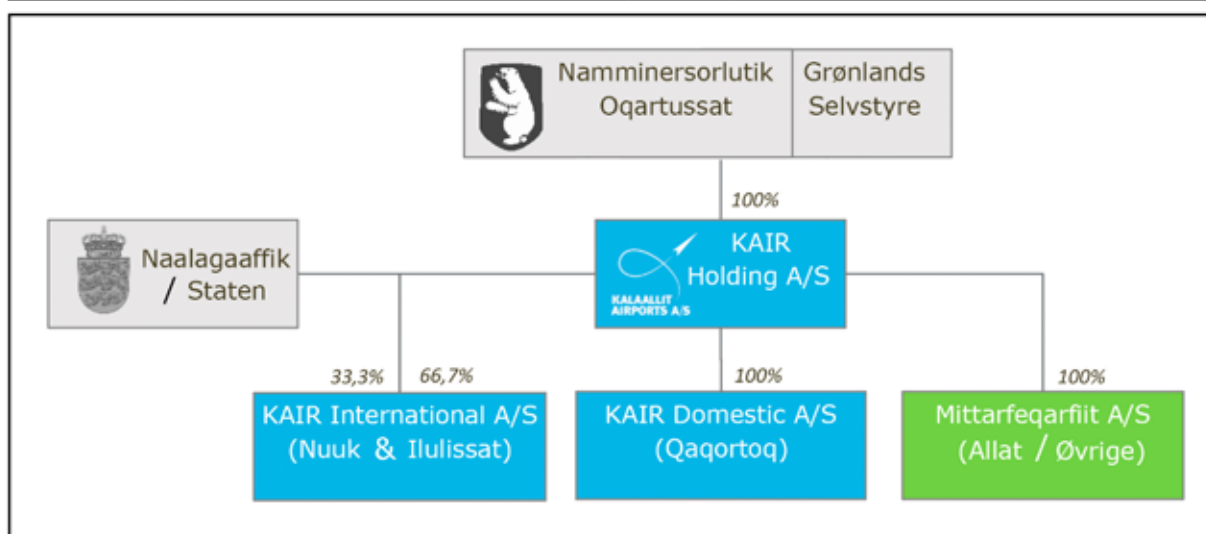 Namminersorlutik
Oqartussat
Grønlands
Selvstyre
100%
Naalagaaffik
/ Staten
KAIR
Holding A/S
KALAALLIT
AIRPORTS A/S
33,3%
66,7%
100%
100%
KAIR International A/S
(Nuuk & Ilulissat)
KAIR Domestic A/S
(Qaqortoq)
Mittarfeqarfiit A/S
(Allat / Øvrige)